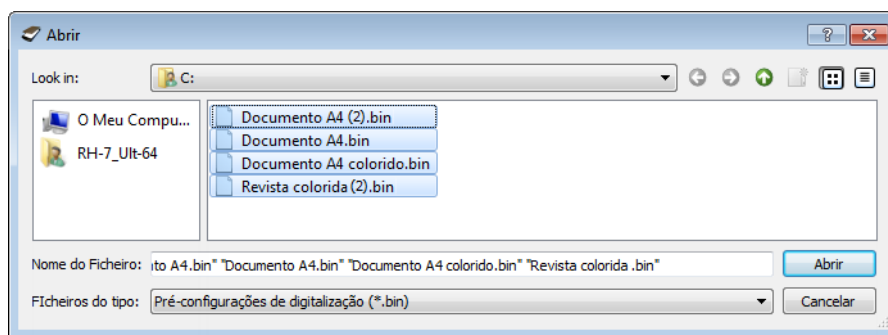 Abrir
Look in:
C:
O Meu Compu...
RH-7_Ult-64
Documento A4 (2).bin
Documento A4.bin
Documento A4 colorido.bin
Revista colorida (2).bin
Nome do Ficheiro: to A4.bin" "Documento A4.bin" "Documento A4 colorido.bin" "Revista colorida .bin"
Abrir
FIcheiros do tipo: Pré-configurações de digitalização (*.bin)
Cancelar